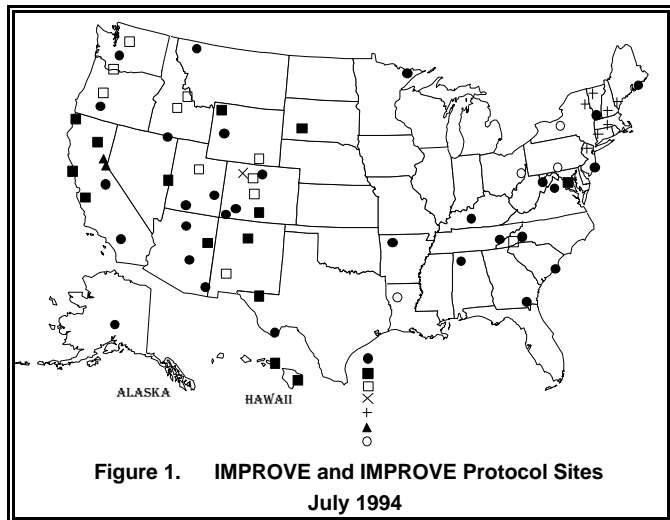 ALASKA
HAWAII
Figure 1. IMPROVE and IMPROVE Protocol Sites
July 1994